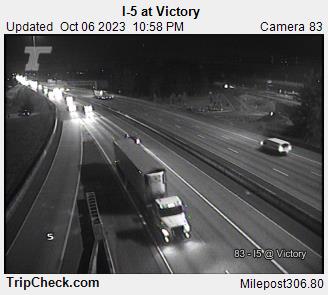 I-5 at Victory
Updated Oct 06 2023 10:58 PM Camera 83
T
S
83 - I5 @ Victory
TripCheck.com Milepost306.80